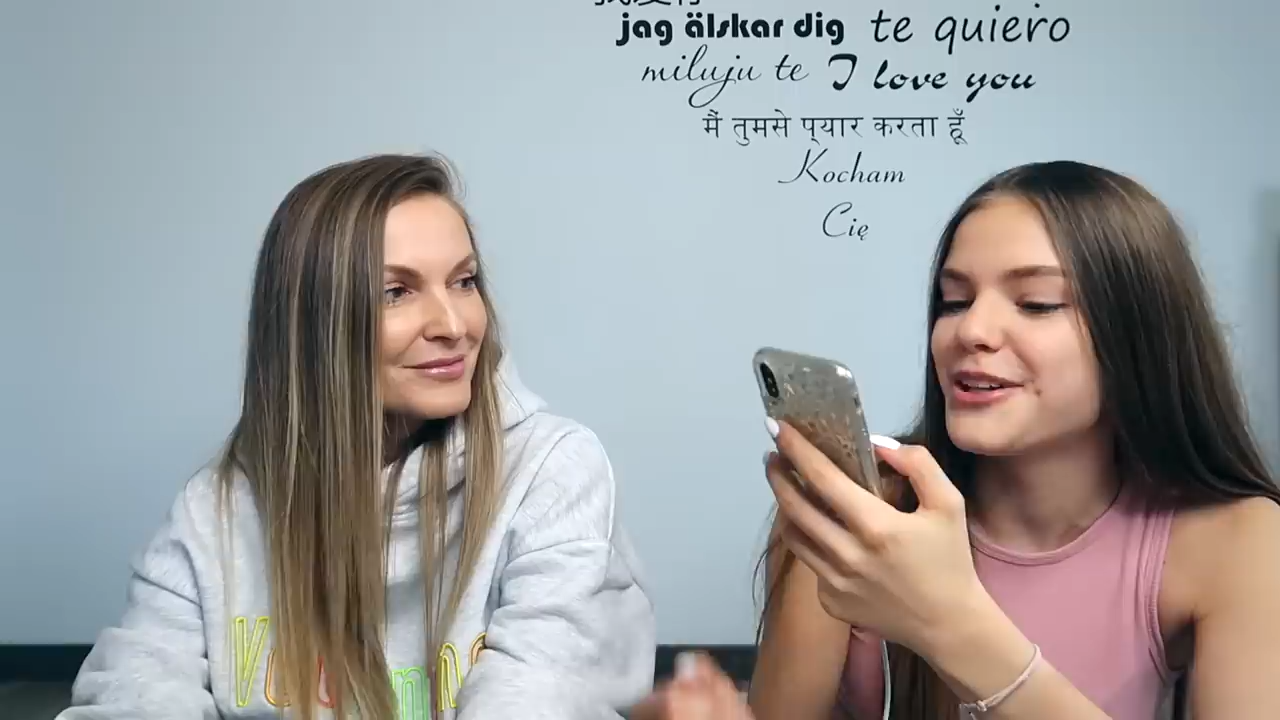 jag älskar dig te quiero
miluju te I love you
मैं तुमसे प्यार करता हूँ
Kocham
Cię